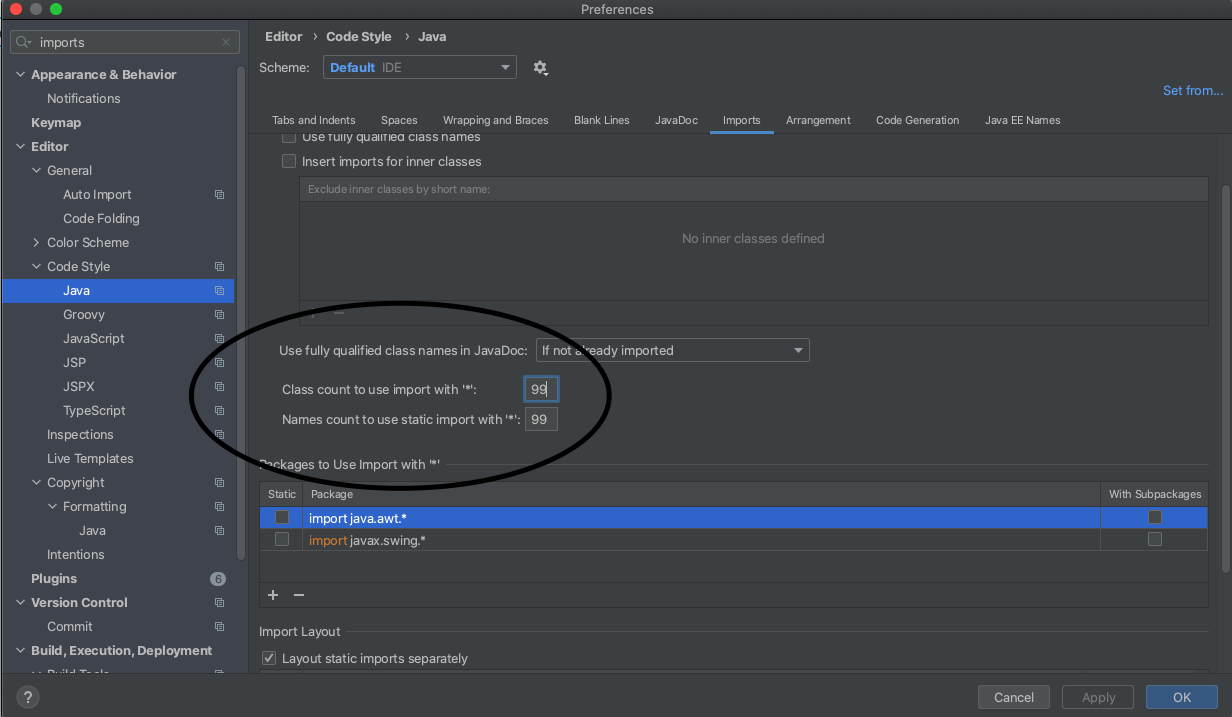 Preferences
imports
Appearance & Behavior
Notifications
Keymap
Editor
General
Auto Import
Code Folding
Color Scheme
Code Style
Java
Groovy
JavaScript
JSP
JSPX
TypeScript
Inspections
Live Templates
Copyright
Formatting
Java
Intentions
Plugins 6
Version Control
Commit
Build, Execution, Deployment
Build Tools
Editor › Code Style › Java
Scheme: Default IDE
Set from...
Tabs and Indents Spaces Wrapping and Braces Blank Lines JavaDoc Imports Arrangement Code Generation Java EE Names
Use fully qualified class names
Insert imports for inner classes
Exclude inner classes by short name:
No inner classes defined
Use fully qualified class names in JavaDoc: If not already imported
Class count to use import with '*': 99
Names count to use static import with '*': 99
Packages to Use Import with '*'
Static Package With Subpackages
import java.awt.*
import javax.swing.*
+ −
Import Layout
Layout static imports separately
? Cancel Apply OK